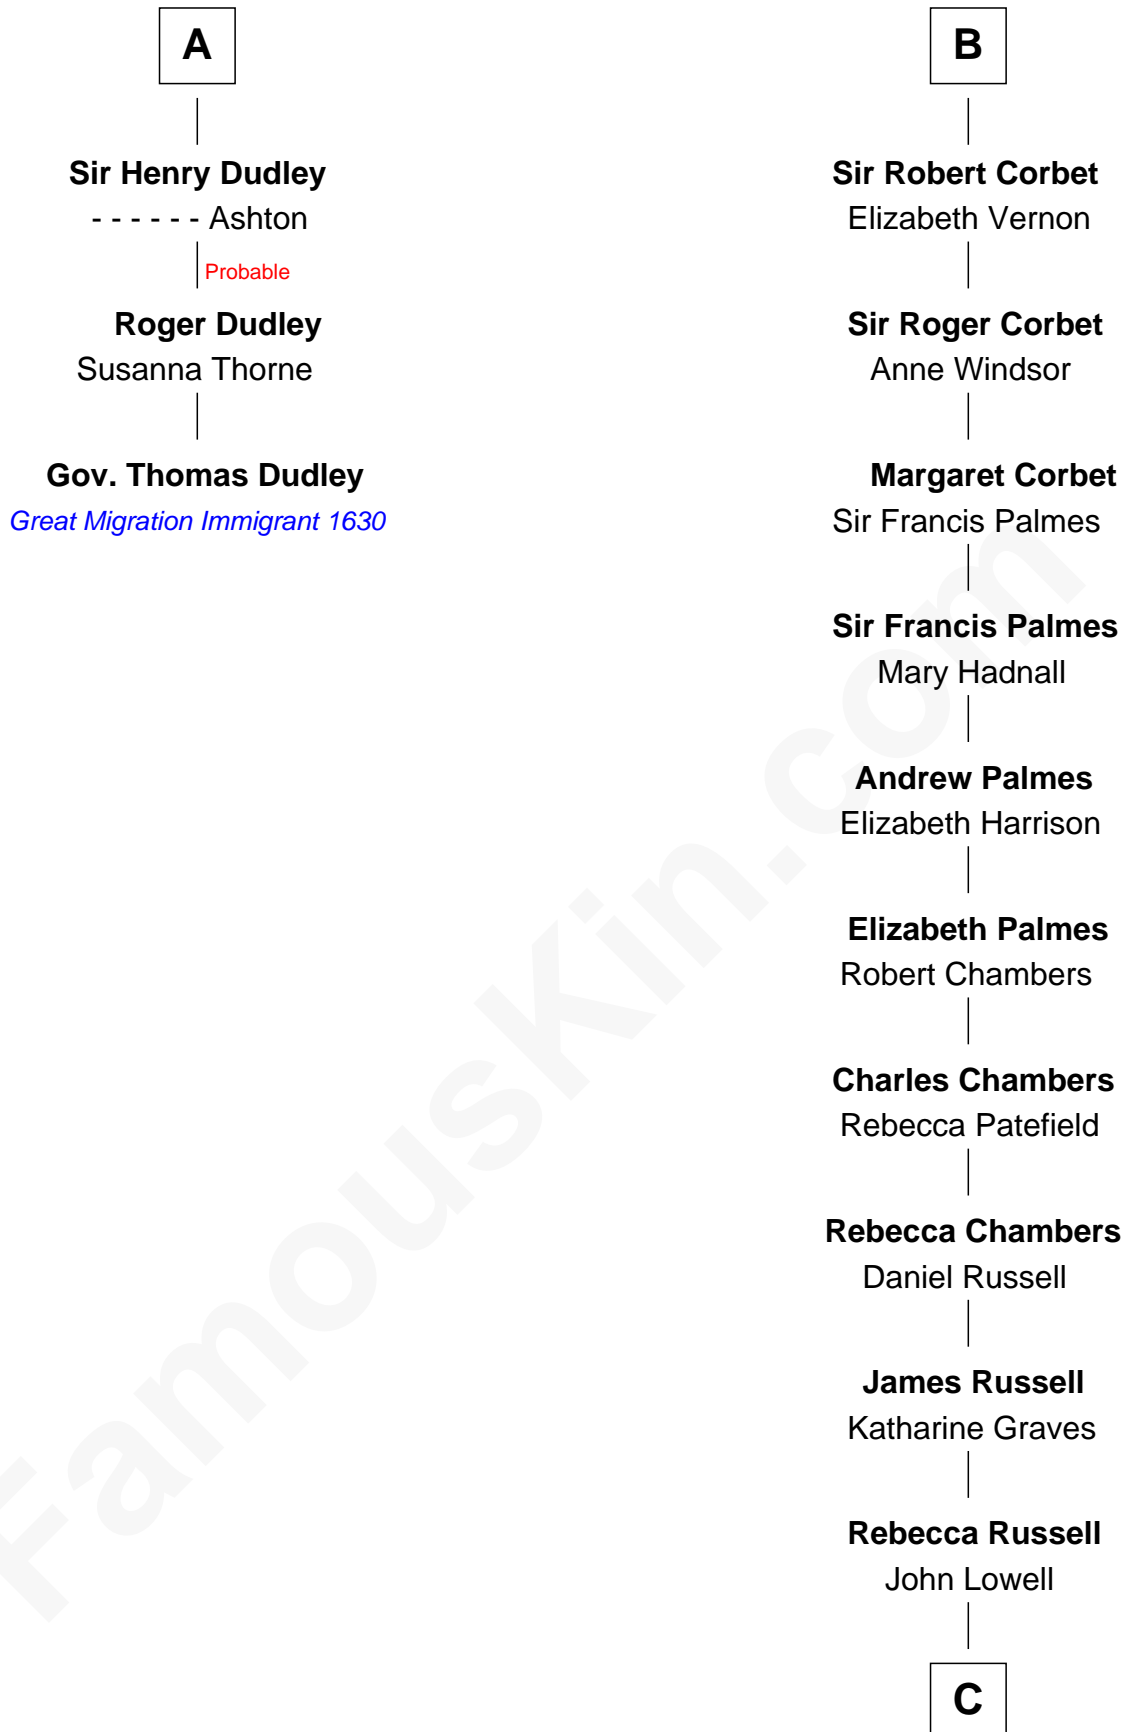 A
Sir Henry Dudley
- - - - - - Ashton
Probable
Roger Dudley
Susanna Thorne
Gov. Thomas Dudley
Great Migration Immigrant 1630
B
Sir Robert Corbet
Elizabeth Vernon
Sir Roger Corbet
Anne Windsor
Margaret Corbet
Sir Francis Palmes
Sir Francis Palmes
Mary Hadnall
Andrew Palmes
Elizabeth Harrison
Elizabeth Palmes
Robert Chambers
Charles Chambers
Rebecca Patefield
Rebecca Chambers
Daniel Russell
James Russell
Katharine Graves
Rebecca Russell
John Lowell
C
FamousKin.com